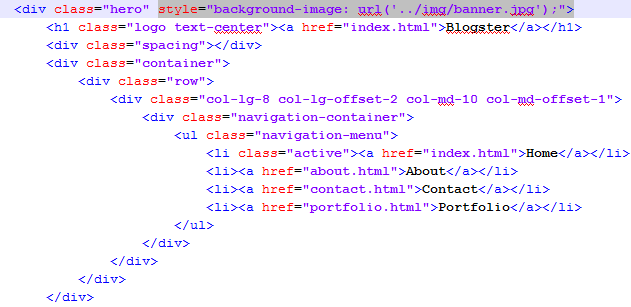 <div class="hero" style="background-image: url('../img/banner.jpg');">
<h1 class="logo text-center"><a href="index.html">Blogster</a></h1>
<div class="spacing"></div>
<div class="container">
<div class="row">
<div class="col-lg-8 col-lg-offset-2 col-md-10 col-md-offset-1">
<div class="navigation-container">
<ul class="navigation-menu">
<li class="active"><a href="index.html">Home</a></li>
<li><a href="about.html">About</a></li>
<li><a href="contact.html">Contact</a></li>
<li><a href="portfolio.html">Portfolio</a></li>
</ul>
</div>
</div>
</div>
</div>